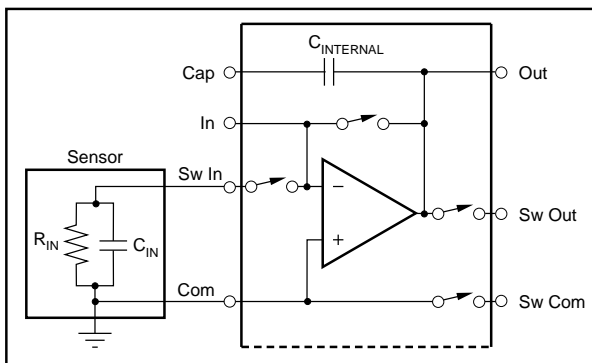 C_INTERNAL
Cap
Out
In
Sensor
Sw In
−
+
Sw Out
R_IN
C_IN
Com
Sw Com